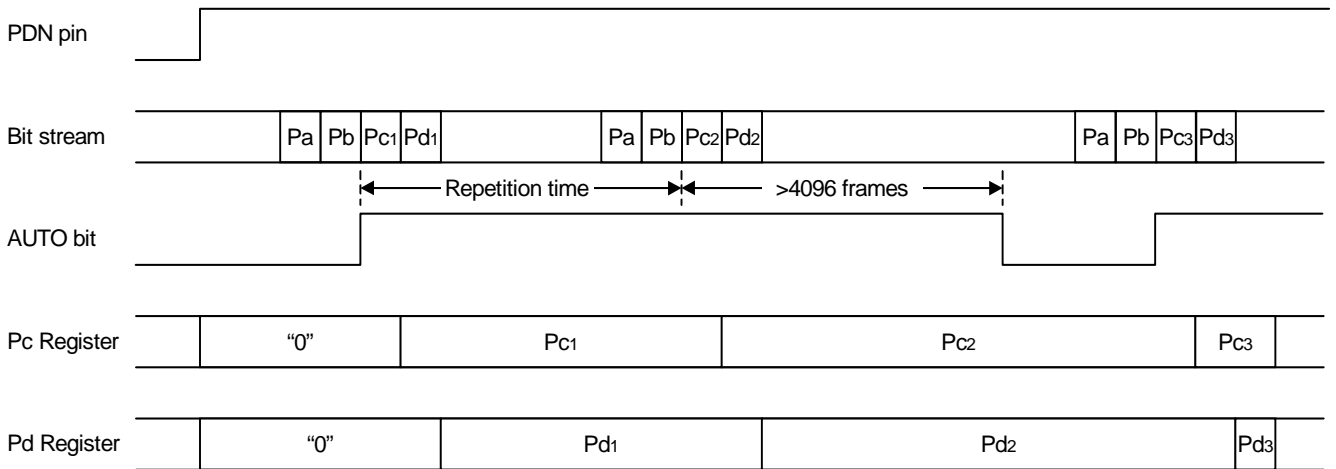 PDN pin
Bit stream Pa Pb Pc1 Pd1 Pa Pb Pc2 Pd2 Pa Pb Pc3 Pd3
Repetition time >4096 frames
AUTO bit
Pc Register “0” Pc1 Pc2 Pc3
Pd Register “0” Pd1 Pd2 Pd3